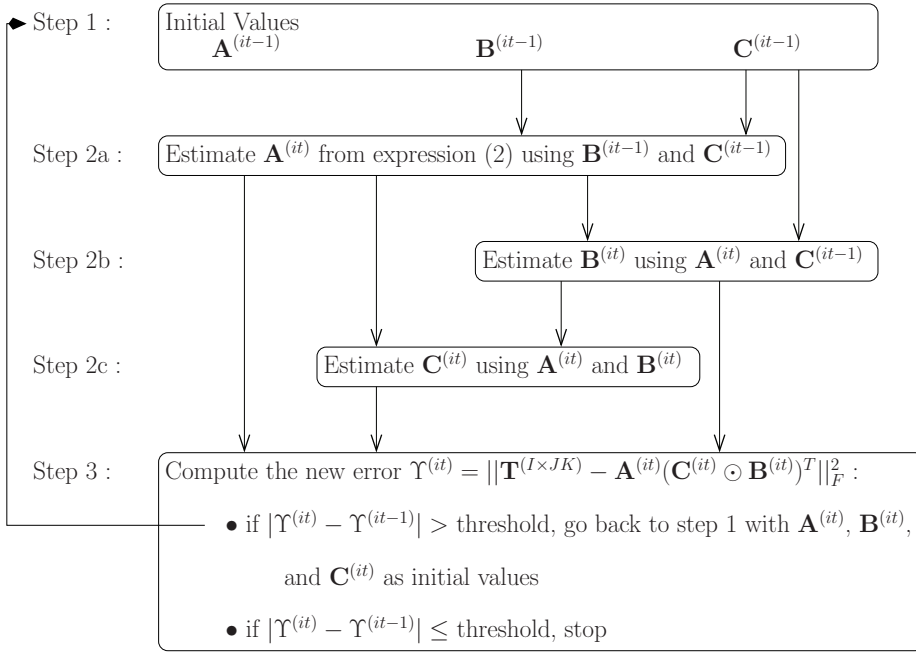 Step 1 : Initial Values
𝐀^(it−1) 𝐁^(it−1) 𝐂^(it−1)
Step 2a : Estimate 𝐀^(it) from expression (2) using 𝐁^(it−1) and 𝐂^(it−1)
Step 2b : Estimate 𝐁^(it) using 𝐀^(it) and 𝐂^(it−1)
Step 2c : Estimate 𝐂^(it) using 𝐀^(it) and 𝐁^(it)
Step 3 : Compute the new error ϒ^(it) = ||𝐓^(I×JK) − 𝐀^(it)(𝐂^(it) ⊙ 𝐁^(it))^T||_F^2 :
• if |ϒ^(it) − ϒ^(it−1)| > threshold, go back to step 1 with 𝐀^(it), 𝐁^(it),
and 𝐂^(it) as initial values
• if |ϒ^(it) − ϒ^(it−1)| ≤ threshold, stop